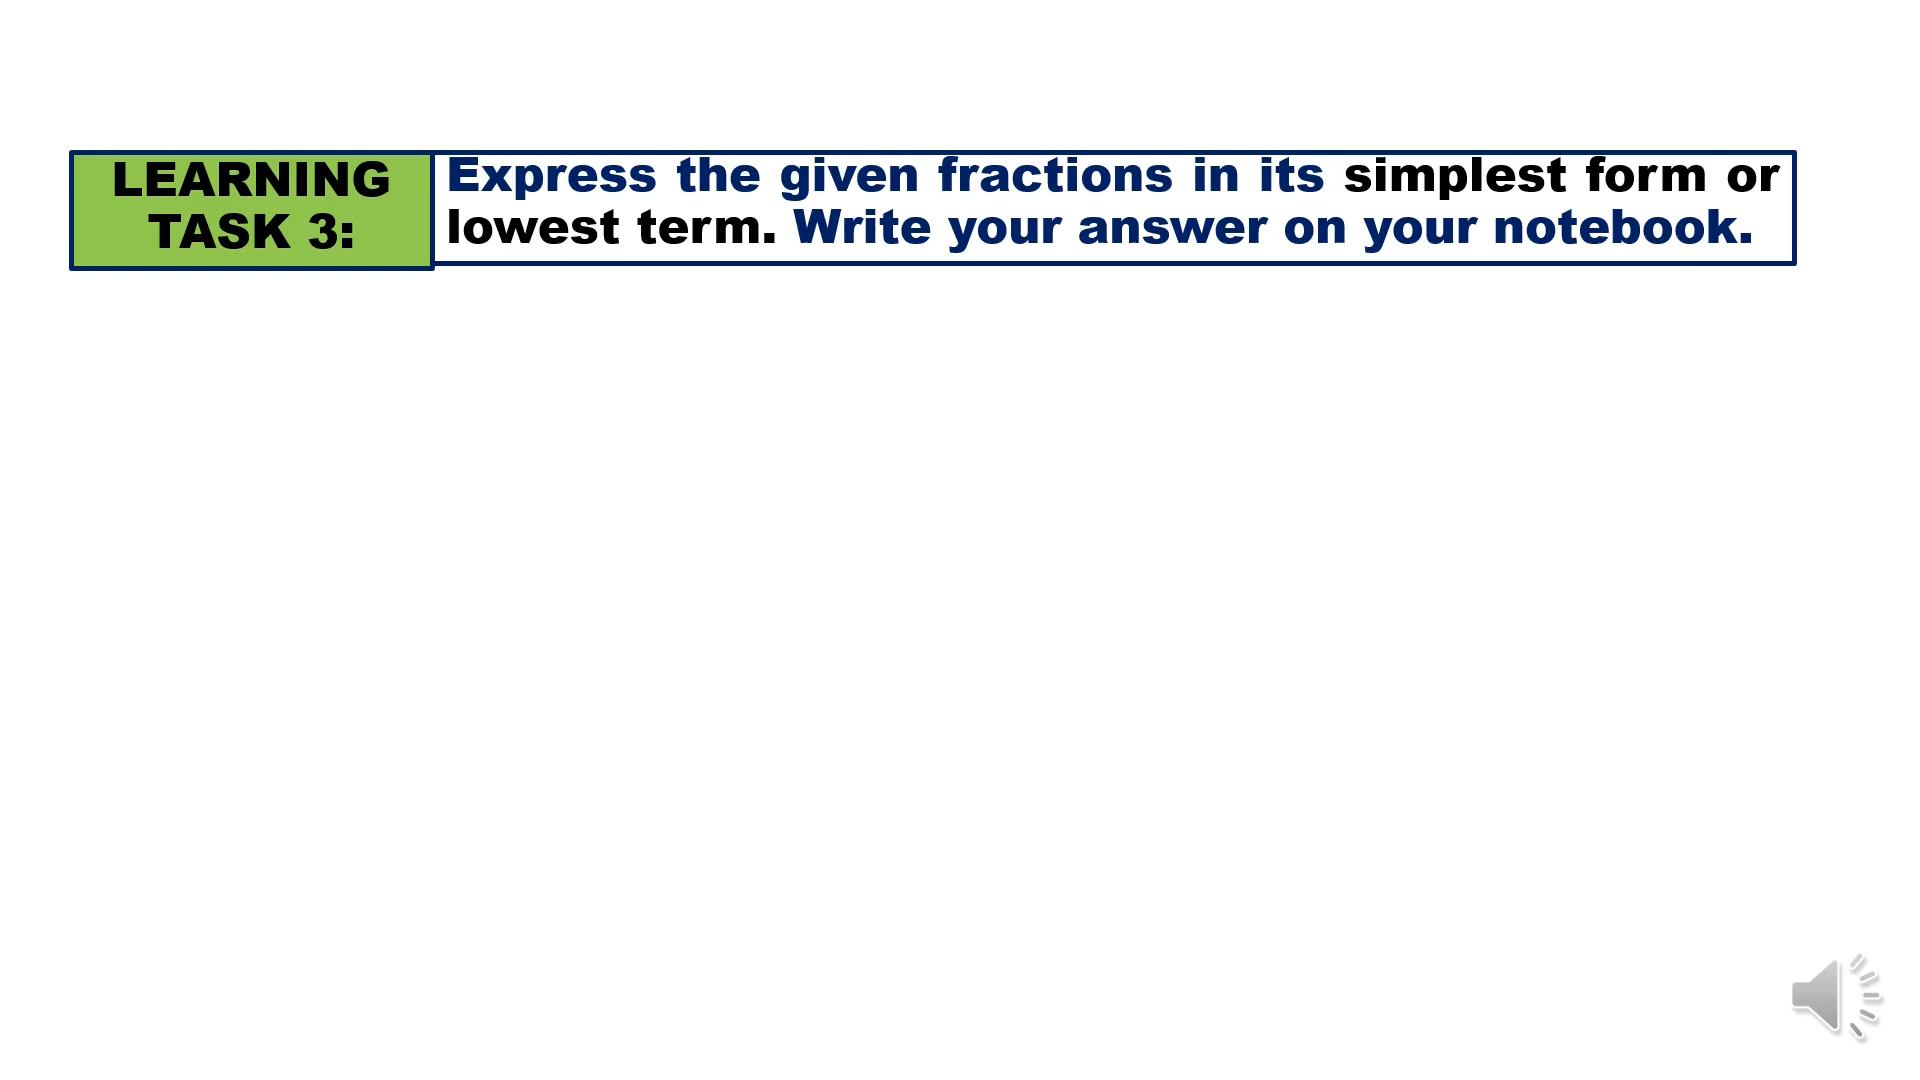 LEARNING
TASK 3:
Express the given fractions in its simplest form or
lowest term. Write your answer on your notebook.